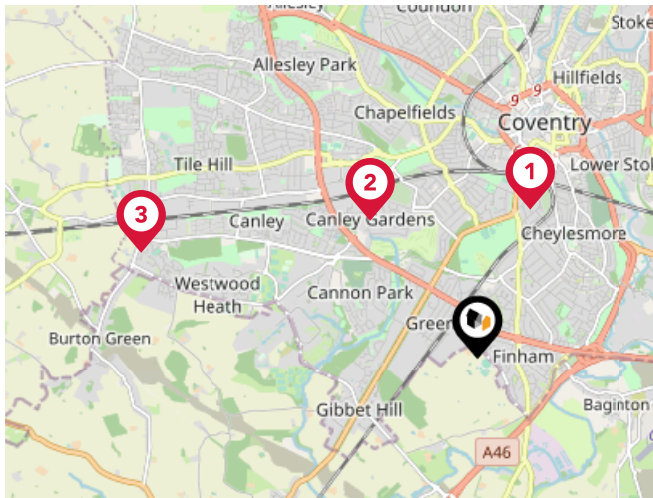 Allesley
Coundon
Stoke
Allesley Park
Hillfields
9
9
Chapelfields
Coventry
Tile Hill
Lower Stok
1
2
3
Canley
Canley Gardens
Cheylesmore
Westwood
Heath
Cannon Park
Green
Burton Green
Finham
Gibbet Hill
Baginton
A46